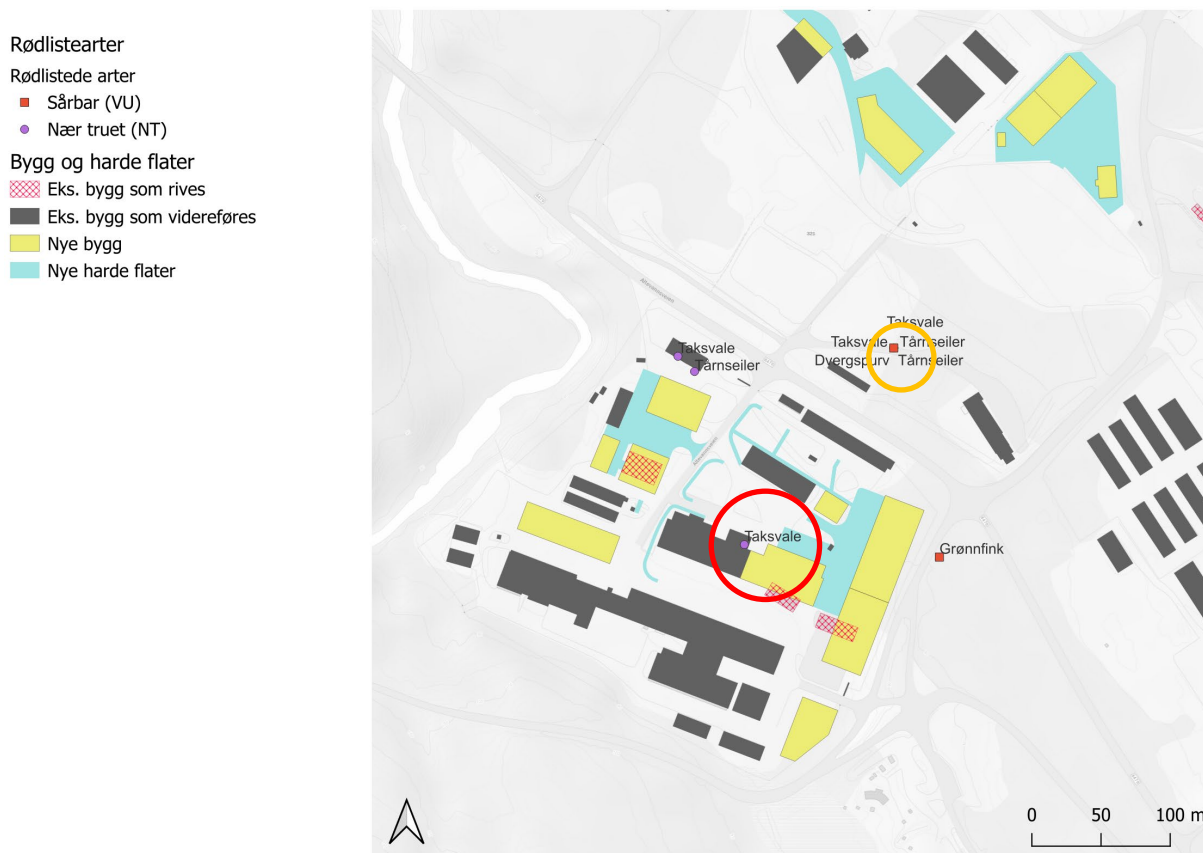 Rødlistearter
Rødlistede arter
Sårbar (VU)
Nær truet (NT)
Bygg og harde flater
Eks. bygg som rives
Eks. bygg som videreføres
Nye bygg
Nye harde flater
Taksvale
Taksvale Tårnseiler
Dvergspurv Tårnseiler
Taksvale
Tårnseiler
Taksvale
Grønnfink
0 50 100 m